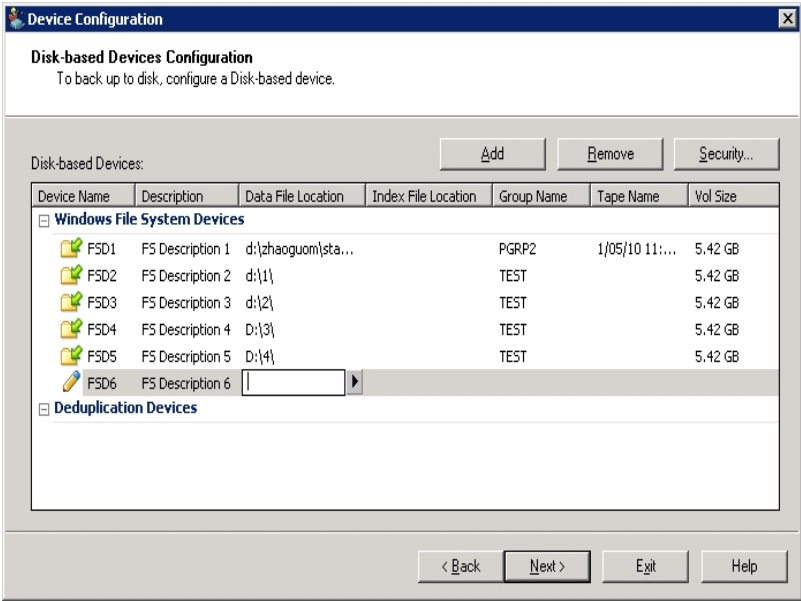 Device Configuration
Disk-based Devices Configuration
To back up to disk, configure a Disk-based device.
Add Remove Security...
Disk-based Devices:
Device Name Description Data File Location Index File Location Group Name Tape Name Vol Size
Windows File System Devices
FSD1 FS Description 1 d:\zhaoguom\sta... PGRP2 1/05/10 11:... 5.42 GB
FSD2 FS Description 2 d:\1\ TEST 5.42 GB
FSD3 FS Description 3 d:\2\ TEST 5.42 GB
FSD4 FS Description 4 D:\3\ TEST 5.42 GB
FSD5 FS Description 5 D:\4\ TEST 5.42 GB
FSD6 FS Description 6
Deduplication Devices
< Back Next > Exit Help